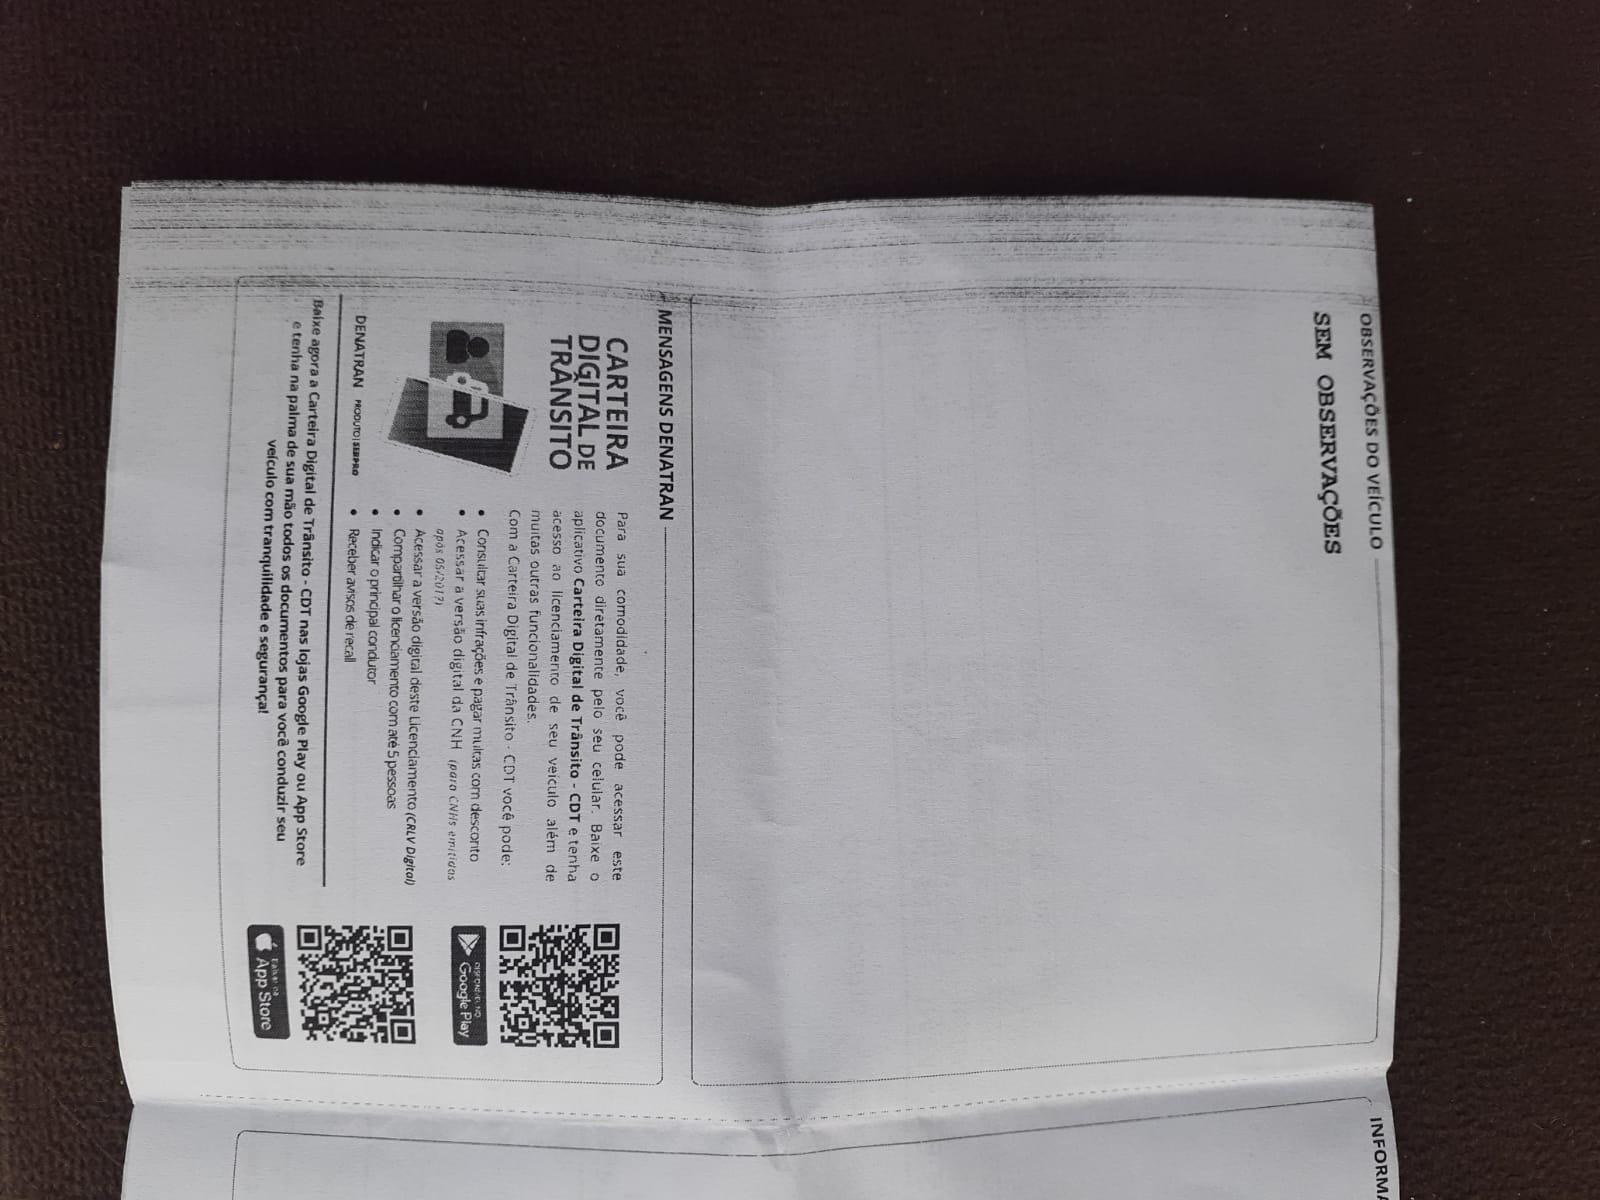 OBSERVAÇÕES DO VEÍCULO
SEM OBSERVAÇÕES
MENSAGENS DENATRAN
CARTEIRA
DIGITAL DE
TRÂNSITO
DENATRAN PRODUTO|SERPRO
Para sua comodidade, você pode acessar este
documento diretamente pelo seu celular. Baixe o
aplicativo Carteira Digital de Trânsito - CDT e tenha
acesso ao licenciamento de seu veículo além de
muitas outras funcionalidades.
Com a Carteira Digital de Trânsito - CDT você pode:
• Consultar suas infrações e pagar multas com desconto
• Acessar a versão digital da CNH (para CNHs emitidas
após 05/2017)
• Acessar a versão digital deste Licenciamento (CRLV Digital)
• Compartilhar o licenciamento com até 5 pessoas
• Indicar o principal condutor
• Receber avisos de recall
DISPONÍVEL NO
Google Play
App Store
Baixe agora a Carteira Digital de Trânsito - CDT nas lojas Google Play ou App Store
e tenha na palma de sua mão todos os documentos para você conduzir seu
veículo com tranquilidade e segurança!
INFORMA